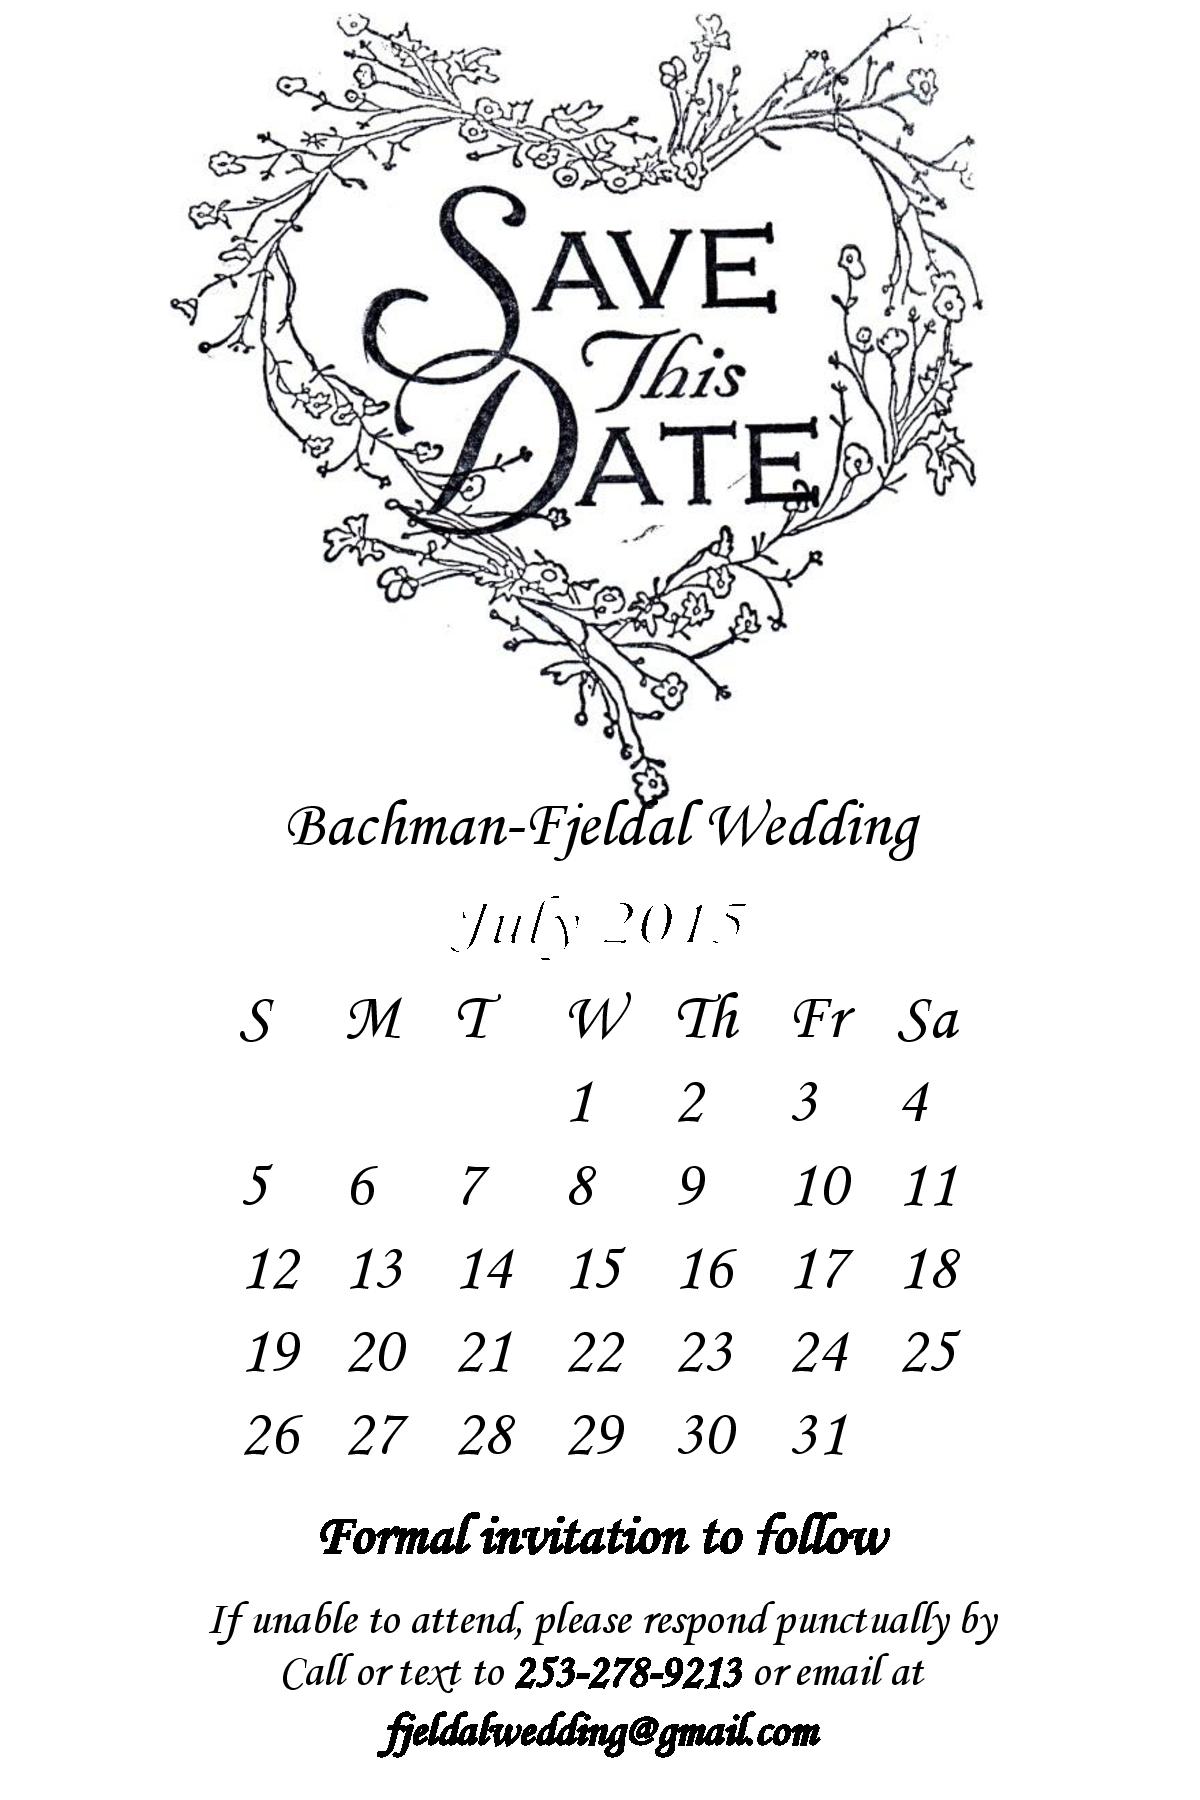 SAVE
This
DATE
Bachman-Fjeldal Wedding
July 2015
S M T W Th Fr Sa
1 2 3 4
5 6 7 8 9 10 11
12 13 14 15 16 17 18
19 20 21 22 23 24 25
26 27 28 29 30 31
Formal invitation to follow
If unable to attend, please respond punctually by
Call or text to 253-278-9213 or email at
fjeldalwedding@gmail.com